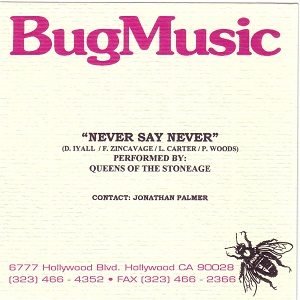 BugMusic
"NEVER SAY NEVER"
(D. IYALL / F. ZINCAVAGE / L. CARTER / P. WOODS)
PERFORMED BY:
QUEENS OF THE STONEAGE
CONTACT: JONATHAN PALMER
6777 Hollywood Blvd. Hollywood CA 90028
(323) 466 - 4352 • FAX (323) 466 - 2366